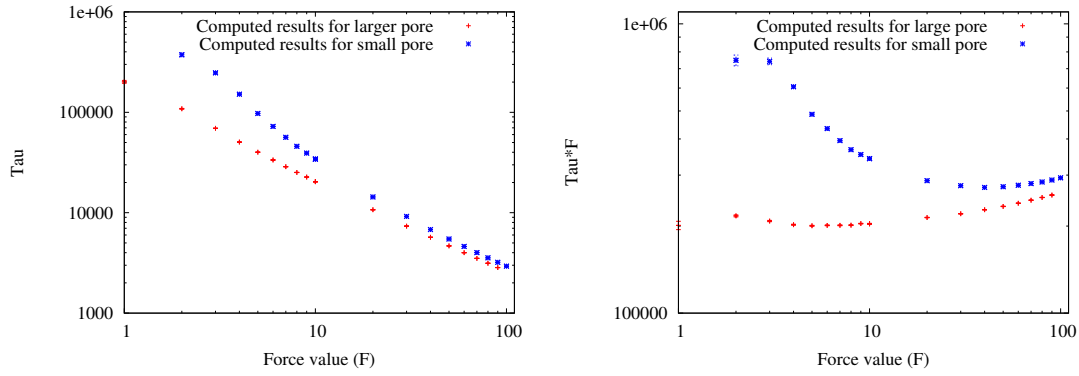 1e+06
Computed results for larger pore
Computed results for small pore
100000
Tau
10000
1000
1 10 100
Force value (F)
1e+06
Computed results for large pore
Computed results for small pore
Tau*F
100000
1 10 100
Force value (F)